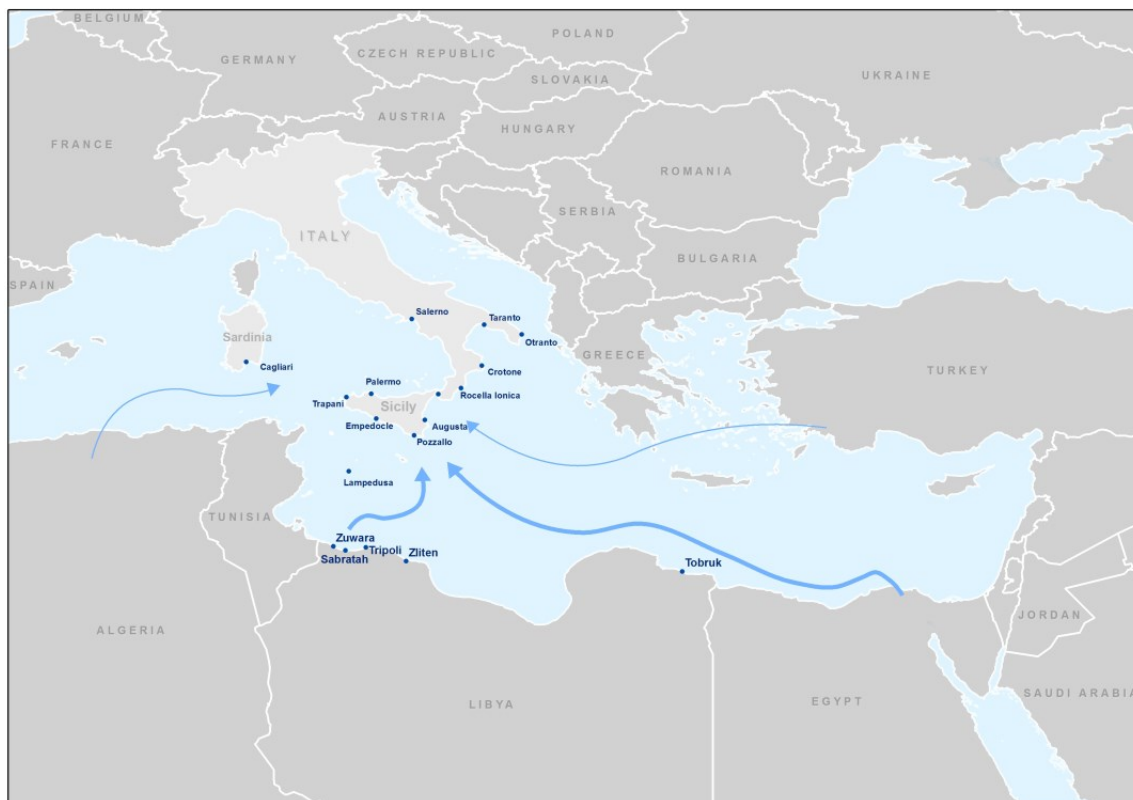 BELGIUM
POLAND
GERMANY
CZECH REPUBLIC
UKRAINE
SLOVAKIA
AUSTRIA
HUNGARY
FRANCE
ROMANIA
SERBIA
ITALY
BULGARIA
SPAIN
Salerno
Taranto
Sardinia
Otranto
GREECE
Cagliari
Crotone
TURKEY
Palermo
Rocella Ionica
Trapani
Sicily
Empedocle
Augusta
Pozzallo
Lampedusa
TUNISIA
Zuwara
Tripoli
Zliten
Sabratah
Tobruk
JORDAN
ALGERIA
SAUDI ARABIA
LIBYA
EGYPT